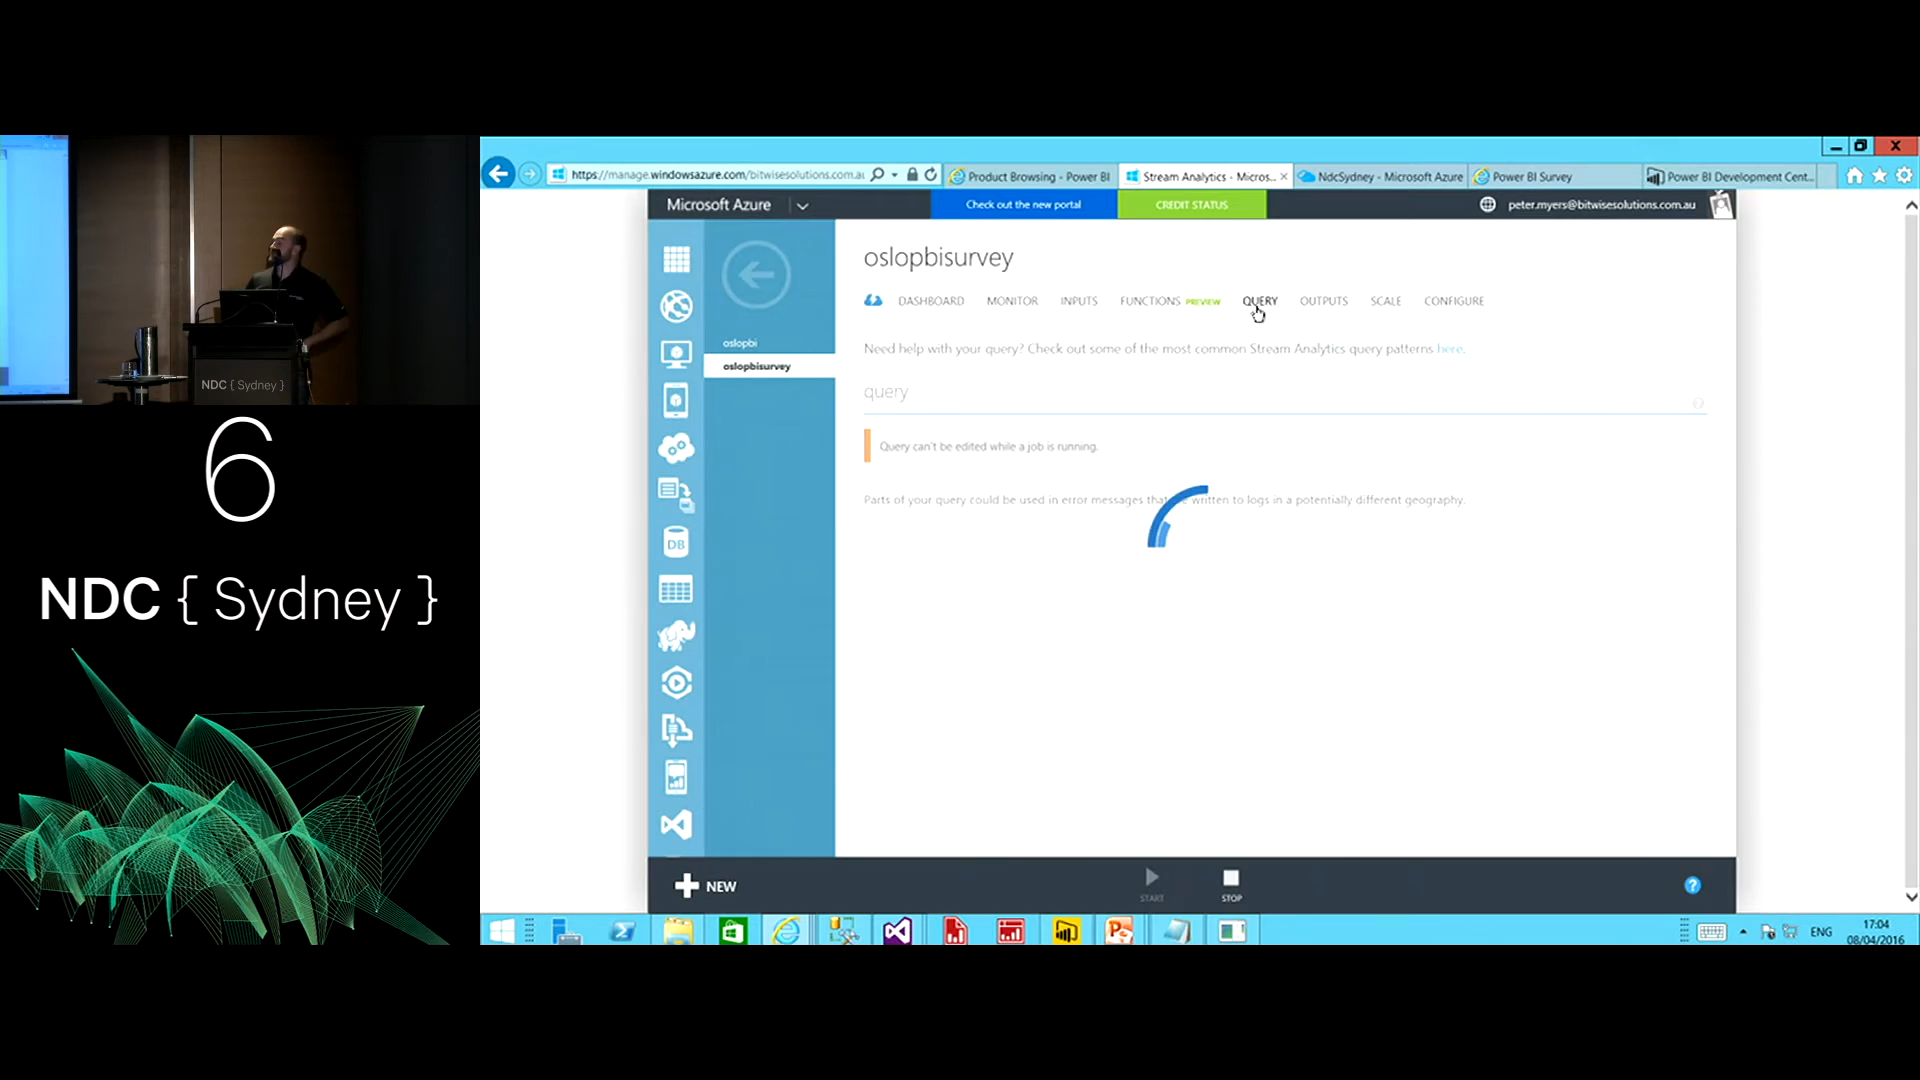 https://manage.windowsazure.com/bitwisesolutions.com.au
Product Browsing - Power BI
Stream Analytics - Micros...
NdcSydney - Microsoft Azure
Power BI Survey
Power BI Development Cent...
Microsoft Azure
Check out the new portal
CREDIT STATUS
peter.myers@bitwisesolutions.com.au
oslopbisurvey
DASHBOARD MONITOR INPUTS FUNCTIONS PREVIEW QUERY OUTPUTS SCALE CONFIGURE
oslopbi
oslopbisurvey
Need help with your query? Check out some of the most common Stream Analytics query patterns here.
query
Query can't be edited while a job is running.
Parts of your query could be used in error messages that are written to logs in a potentially different geography.
DB
NEW
START
STOP
?
ENG
17:04
08/04/2016
NDC { Sydney }
6
NDC { Sydney }